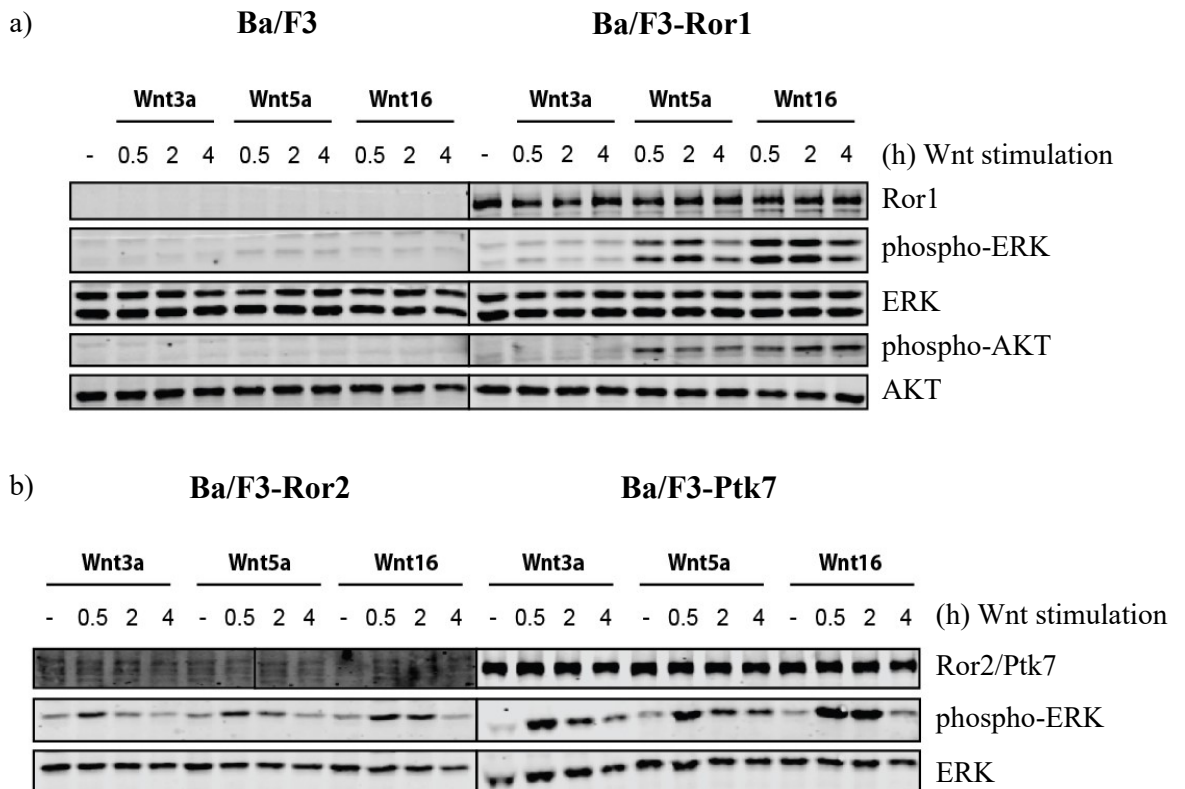 a) Ba/F3 Ba/F3-Ror1
Wnt3a Wnt5a Wnt16 Wnt3a Wnt5a Wnt16
- 0.5 2 4 0.5 2 4 0.5 2 4 - 0.5 2 4 0.5 2 4 0.5 2 4 (h) Wnt stimulation
Ror1
phospho-ERK
ERK
phospho-AKT
AKT
b) Ba/F3-Ror2 Ba/F3-Ptk7
Wnt3a Wnt5a Wnt16 Wnt3a Wnt5a Wnt16
- 0.5 2 4 - 0.5 2 4 - 0.5 2 4 - 0.5 2 4 - 0.5 2 4 - 0.5 2 4 (h) Wnt stimulation
Ror2/Ptk7
phospho-ERK
ERK